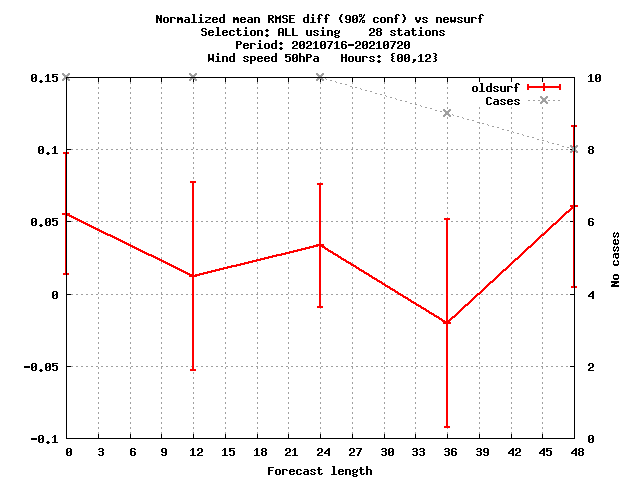 Normalized mean RMSE diff (90% conf) vs newsurf
Selection: ALL using    28 stations
Period: 20210716-20210720
Wind speed 50hPa   Hours: {00,12}
oldsurf
Cases
0.15
0.1
0.05
0
-0.05
-0.1
10
8
6
4
2
0
No cases
0 3 6 9 12 15 18 21 24 27 30 33 36 39 42 45 48
Forecast length